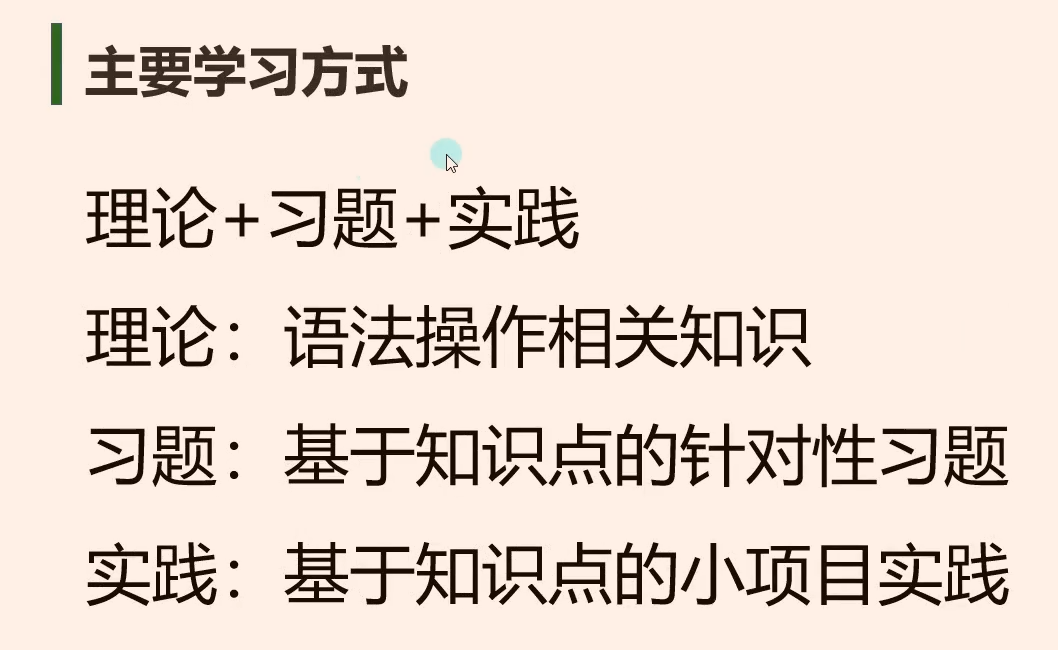 主要学习方式
理论+习题+实践
理论：语法操作相关知识
习题：基于知识点的针对性习题
实践：基于知识点的小项目实践